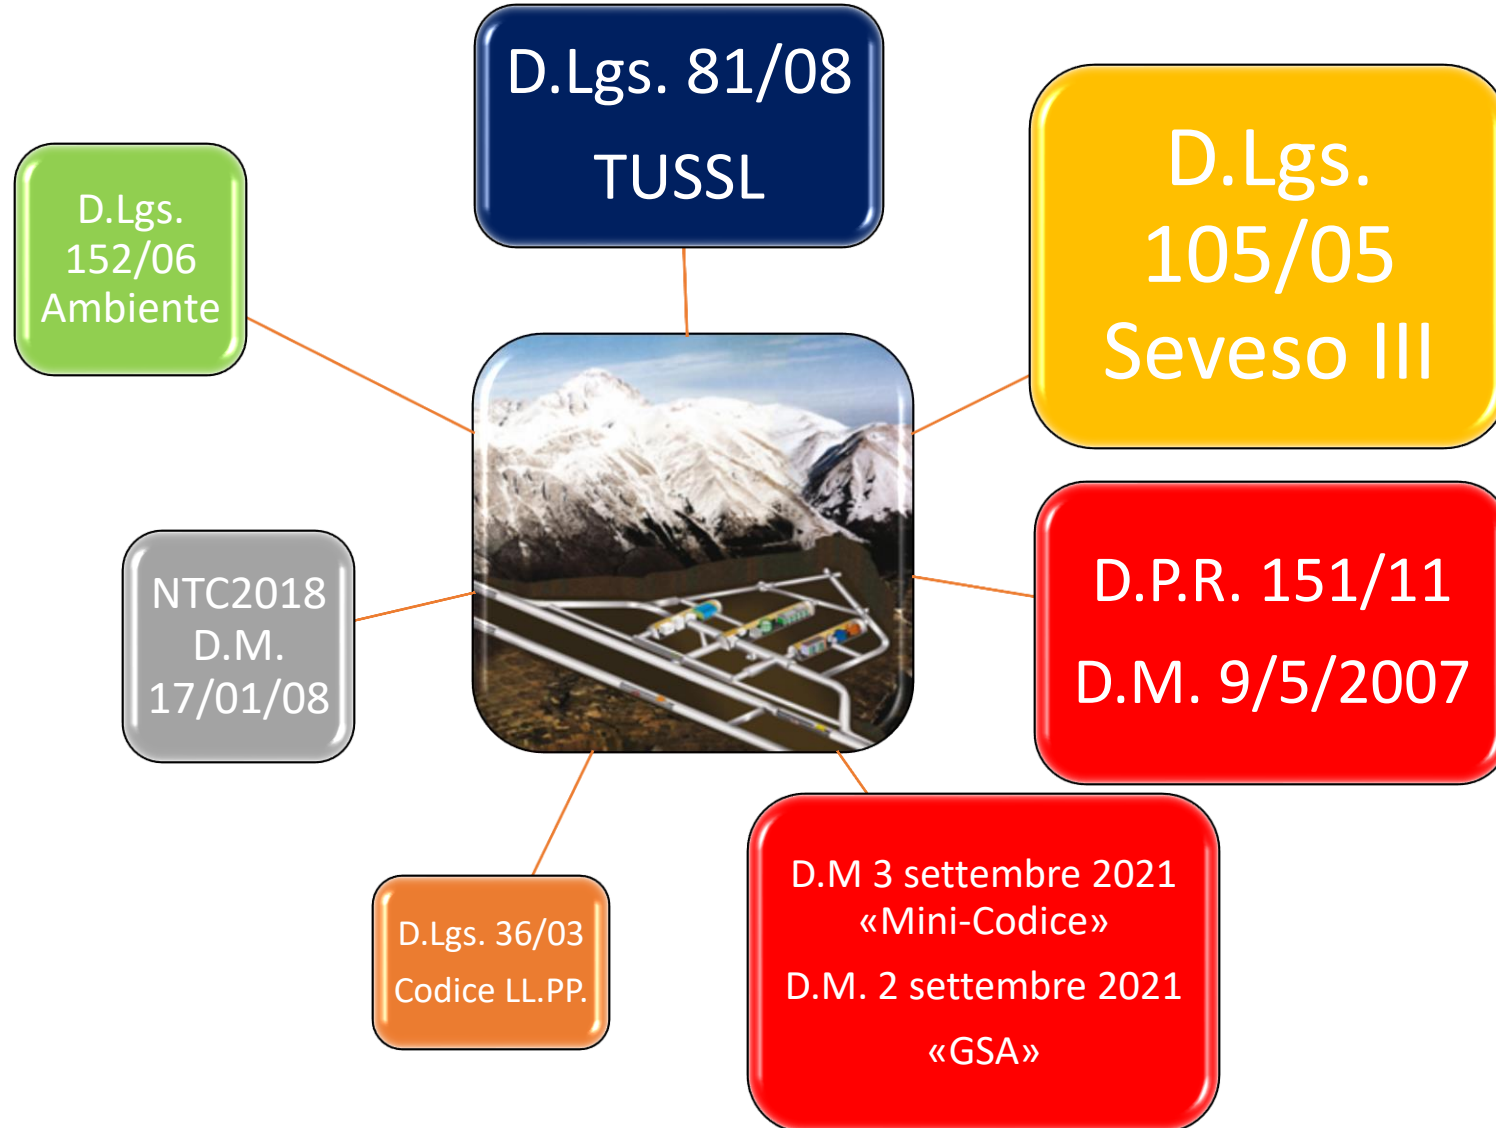 D.Lgs. 81/08
TUSSL
D.Lgs.
105/05
Seveso III
D.Lgs.
152/06
Ambiente
NTC2018
D.M.
17/01/08
D.P.R. 151/11
D.M. 9/5/2007
D.Lgs. 36/03
Codice LL.PP.
D.M 3 settembre 2021
«Mini-Codice»
D.M. 2 settembre 2021
«GSA»